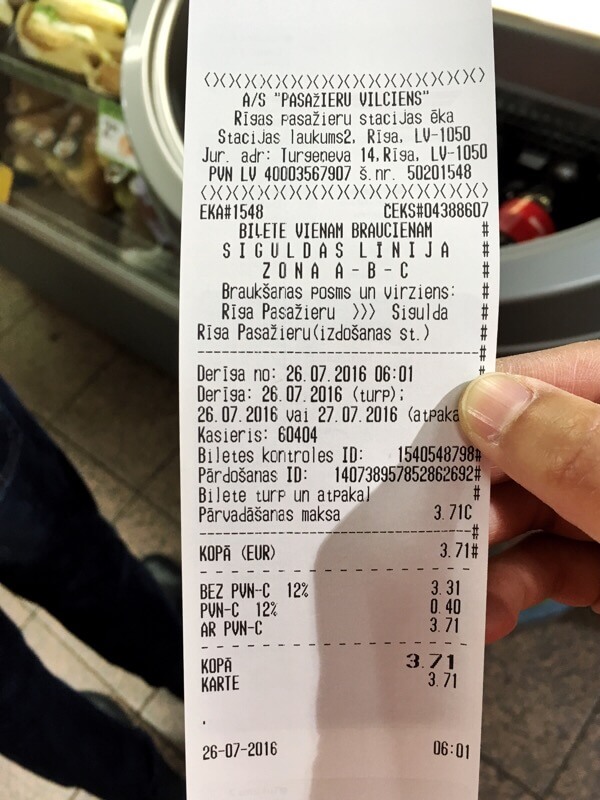 A/S "PASAžIERU VILCIENS"
Rīgas pasažieru stacijas ēka
Stacijas laukums2, Rīga, LV-1050
Jur. adr: Turgeņeva 14,Rīga, LV-1050
PVN LV 40003567907 š.nr. 50201548
EKA#1548 CEKS#04388607
BIĻETE VIENAM BRAUCIENAM #
SIGULDAS LĪNIJA #
ZONA A-B-C #
Braukšanas posms un virziens: #
Rīga Pasažieru >>> Sigulda #
Rīga Pasažieru(izdošanas st.) #
Derīga no: 26.07.2016 06:01 #
Derīga: 26.07.2016 (turp);
26.07.2016 vai 27.07.2016 (atpaka
Kasieris: 60404
Biļetes kontroles ID: 1540548798#
Pārdošanas ID: 140738957852862692#
Biļete turp un atpakaļ #
Pārvadāšanas maksa 3.71C
KOPĀ (EUR) 3.71#
BEZ PVN-C 12% 3.31
PVN-C 12% 0.40
AR PVN-C 3.71
KOPĀ 3.71
KARTE 3.71
.
26-07-2016 06:01